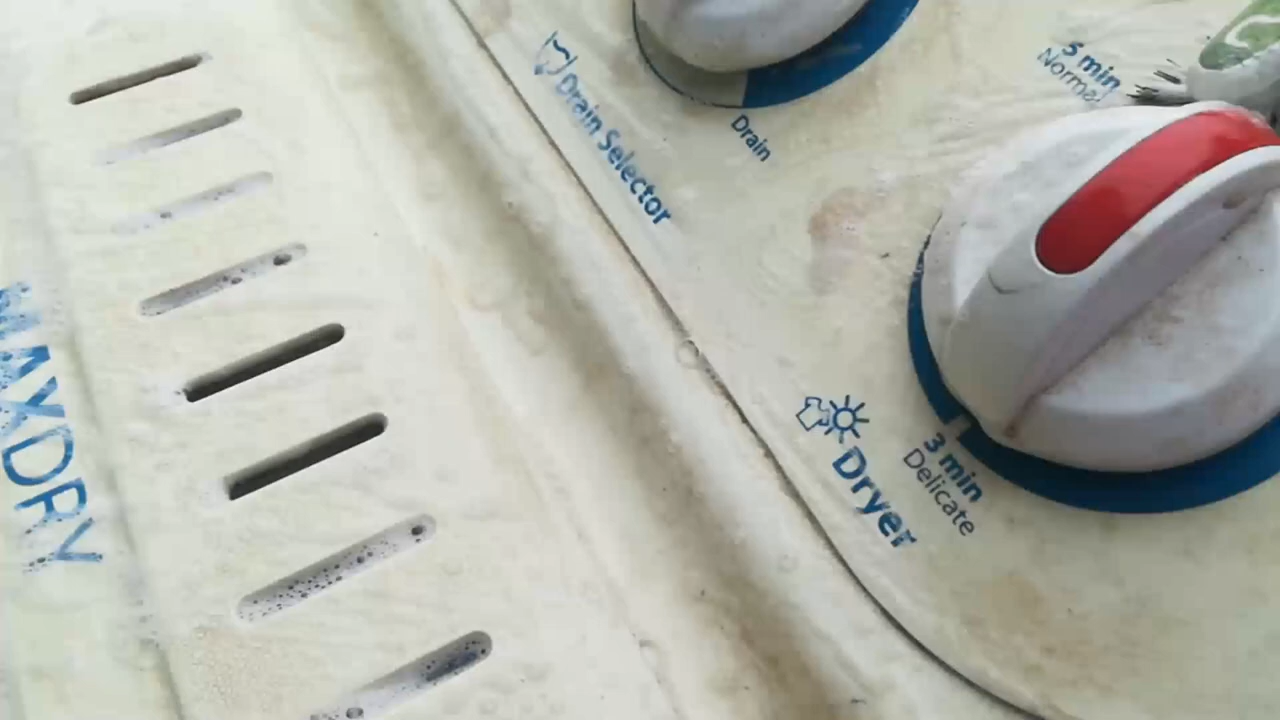 Drain
Drain Selector
5 min
Normal
3 min
Delicate
Dryer
MAXDRY